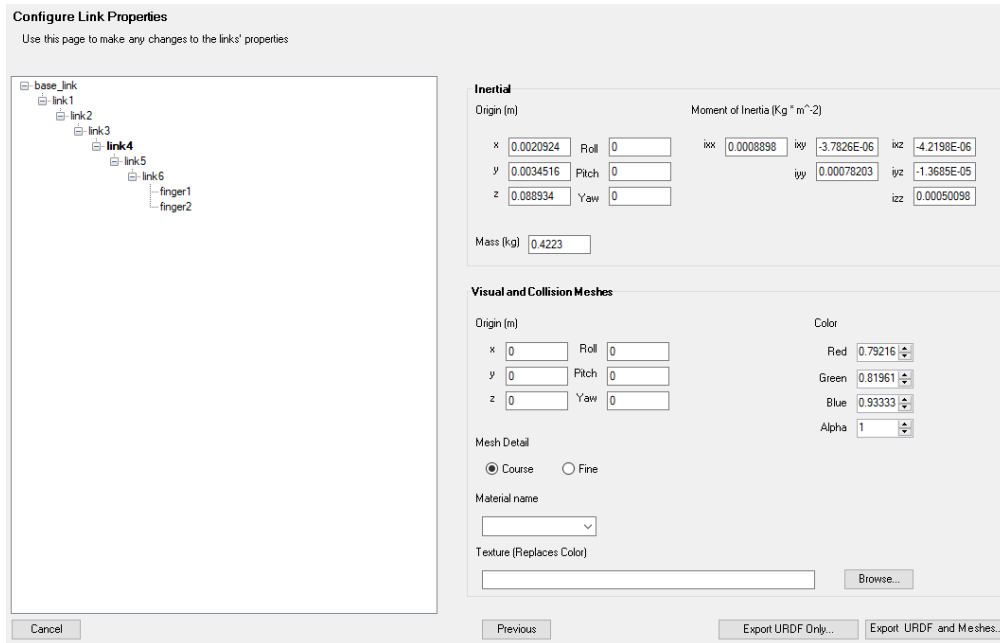 Configure Link Properties
Use this page to make any changes to the links' properties
base_link
link1
link2
link3
link4
link5
link6
finger1
finger2
Inertial
Origin (m)
Moment of Inertia (Kg * m^-2)
x 0.0020924 Roll 0
ixx 0.0008898 ixy -3.7826E-06 ixz -4.2198E-06
y 0.0034516 Pitch 0
iyy 0.00078203 iyz -1.3685E-05
z 0.088934 Yaw 0
izz 0.00050098
Mass (kg) 0.4223
Visual and Collision Meshes
Origin (m)
Color
x 0 Roll 0
Red 0.79216
y 0 Pitch 0
Green 0.81961
z 0 Yaw 0
Blue 0.93333
Alpha 1
Mesh Detail
Course Fine
Material name
Texture (Replaces Color)
Browse...
Cancel Previous Export URDF Only... Export URDF and Meshes..